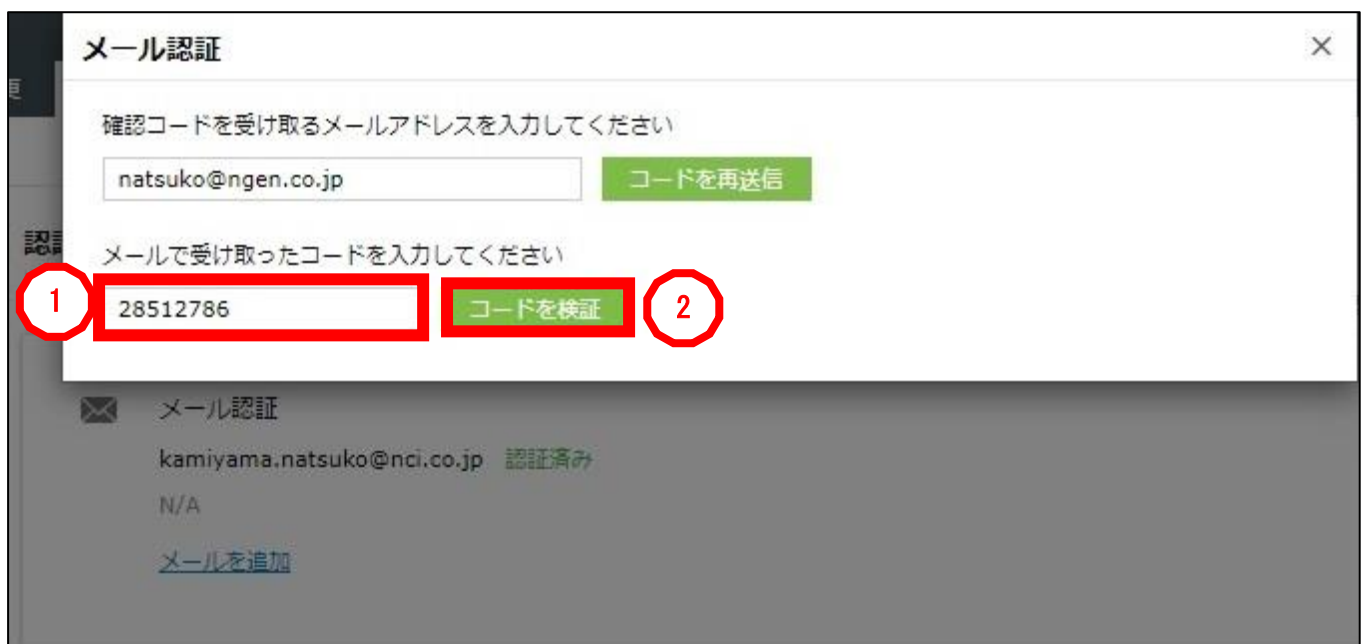 メール認証
×
更
確認コードを受け取るメールアドレスを入力してください
natsuko@ngen.co.jp コードを再送信
認証
メールで受け取ったコードを入力してください
1 28512786 コードを検証 2
メール認証
kamiyama.natsuko@nci.co.jp 認証済み
N/A
メールを追加